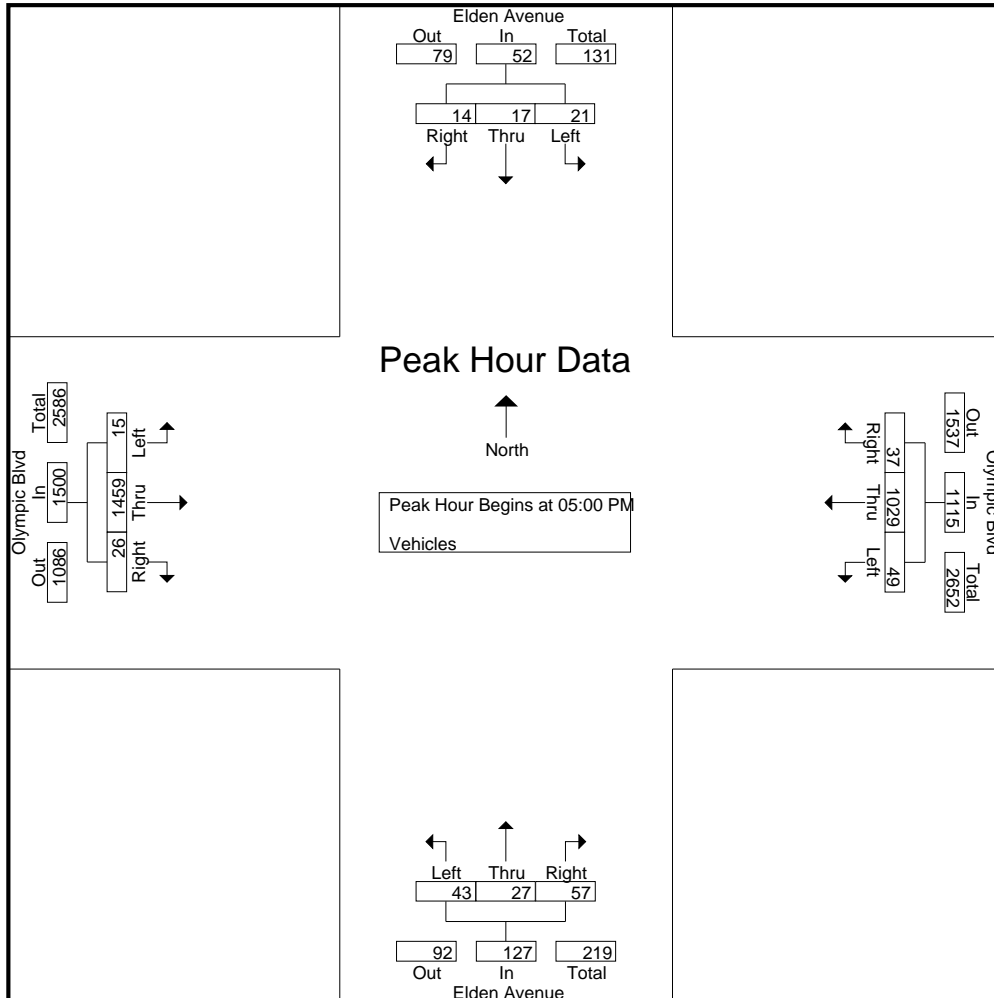 Elden Avenue
Out In Total
79 52 131
14 17 21
Right Thru Left
Peak Hour Data
North
Peak Hour Begins at 05:00 PM
Vehicles
Olympic Blvd
Total In Out
2586 1500 1086
15 1459 26
Left Thru Right
Olympic Blvd
Out In Total
1537 1115 2652
37 1029 49
Right Thru Left
Left Thru Right
43 27 57
92 127 219
Out In Total
Elden Avenue